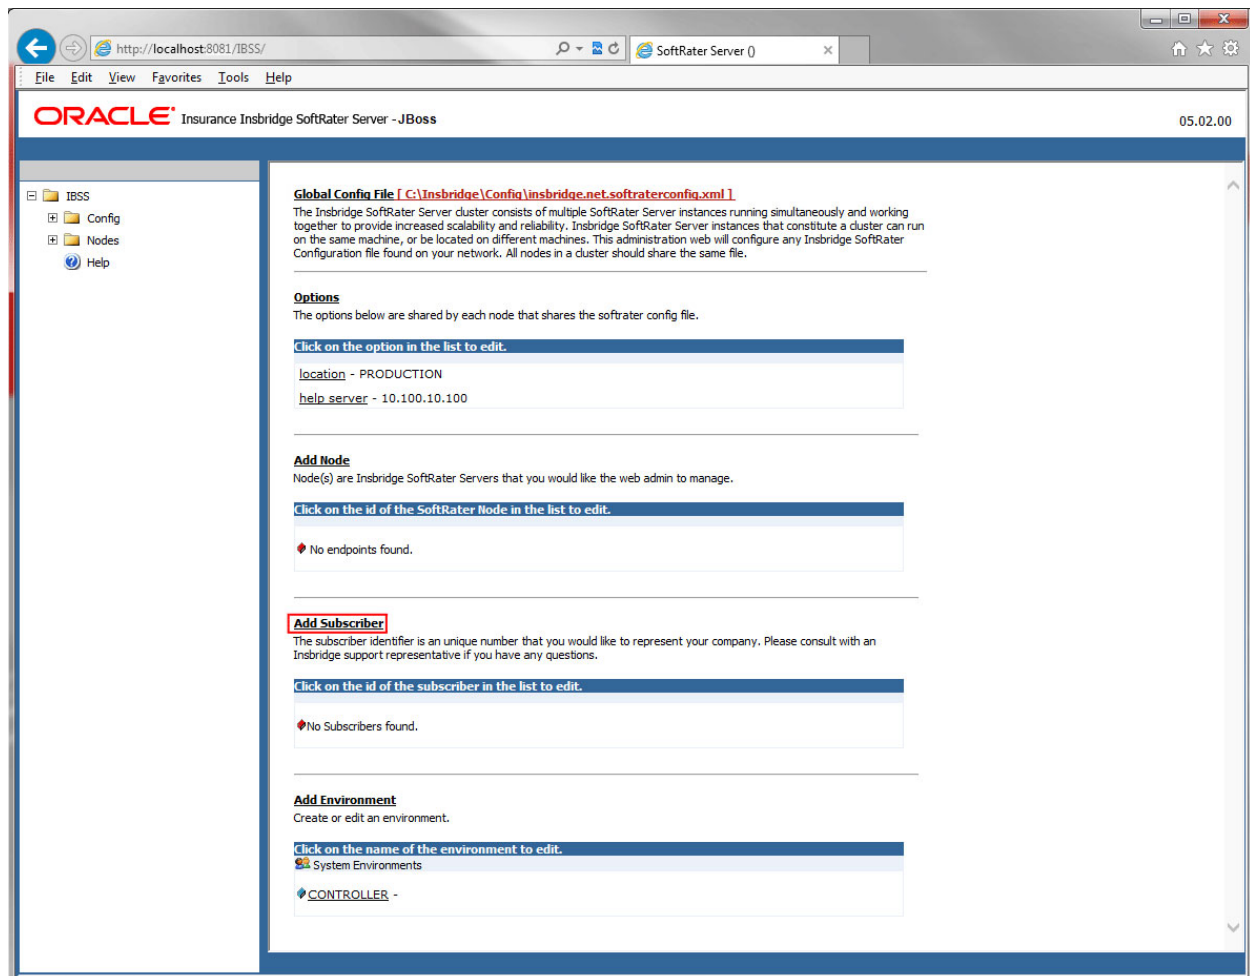 http://localhost:8081/IBSS/
SoftRater Server ()
File Edit View Favorites Tools Help
ORACLE Insurance Insbridge SoftRater Server - JBoss
05.02.00
IBSS
Config
Nodes
Help
Global Config File [ C:\Insbridge\Config\insbridge.net.softraterconfig.xml ]
The Insbridge SoftRater Server cluster consists of multiple SoftRater Server instances running simultaneously and working
together to provide increased scalability and reliability. Insbridge SoftRater Server instances that constitute a cluster can run
on the same machine, or be located on different machines. This administration web will configure any Insbridge SoftRater
Configuration file found on your network. All nodes in a cluster should share the same file.
Options
The options below are shared by each node that shares the softrater config file.
Click on the option in the list to edit.
location - PRODUCTION
help server - 10.100.10.100
Add Node
Node(s) are Insbridge SoftRater Servers that you would like the web admin to manage.
Click on the id of the SoftRater Node in the list to edit.
No endpoints found.
Add Subscriber
The subscriber identifier is an unique number that you would like to represent your company. Please consult with an
Insbridge support representative if you have any questions.
Click on the id of the subscriber in the list to edit.
No Subscribers found.
Add Environment
Create or edit an environment.
Click on the name of the environment to edit.
System Environments
CONTROLLER -